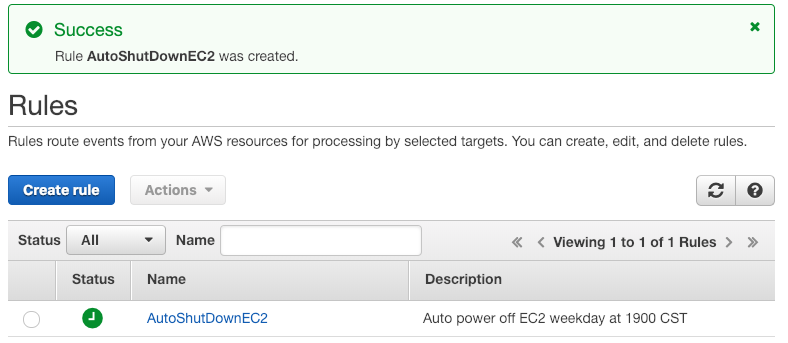 Success
Rule AutoShutDownEC2 was created.
Rules
Rules route events from your AWS resources for processing by selected targets. You can create, edit, and delete rules.
Create rule Actions
Status All Name Viewing 1 to 1 of 1 Rules
Status Name Description
AutoShutDownEC2 Auto power off EC2 weekday at 1900 CST